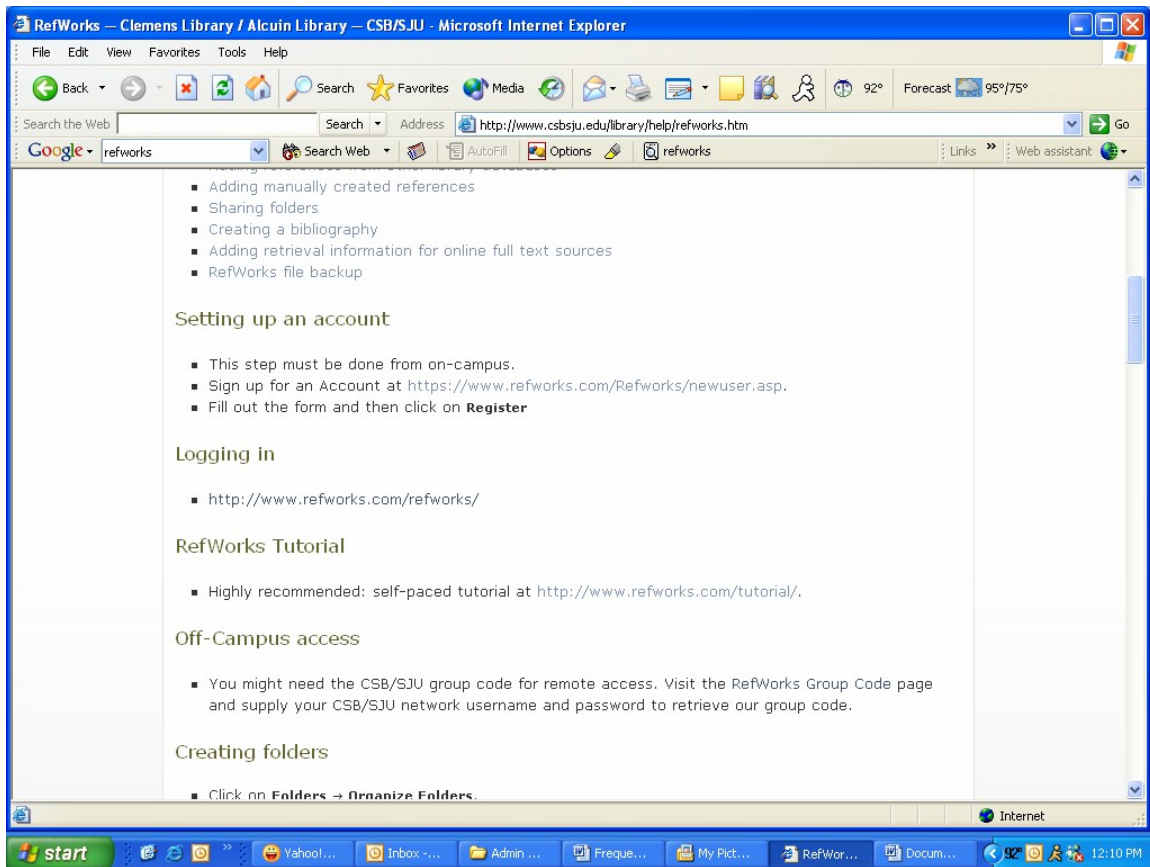 RefWorks — Clemens Library / Alcuin Library — CSB/SJU - Microsoft Internet Explorer
File Edit View Favorites Tools Help
Back Search Favorites Media 92° Forecast 95°/75°
Search the Web Search Address http://www.csbsju.edu/library/help/refworks.htm Go
Google refworks Search Web AutoFill Options refworks Links » Web assistant
Adding references from other library databases
Adding manually created references
Sharing folders
Creating a bibliography
Adding retrieval information for online full text sources
RefWorks file backup
Setting up an account
This step must be done from on-campus.
Sign up for an Account at https://www.refworks.com/Refworks/newuser.asp.
Fill out the form and then click on Register
Logging in
http://www.refworks.com/refworks/
RefWorks Tutorial
Highly recommended: self-paced tutorial at http://www.refworks.com/tutorial/.
Off-Campus access
You might need the CSB/SJU group code for remote access. Visit the RefWorks Group Code page
and supply your CSB/SJU network username and password to retrieve our group code.
Creating folders
Click on Folders → Organize Folders.
Internet
start » Yahoo!... Inbox -... Admin ... Freque... My Pict... RefWor... Docum... 92° 12:10 PM